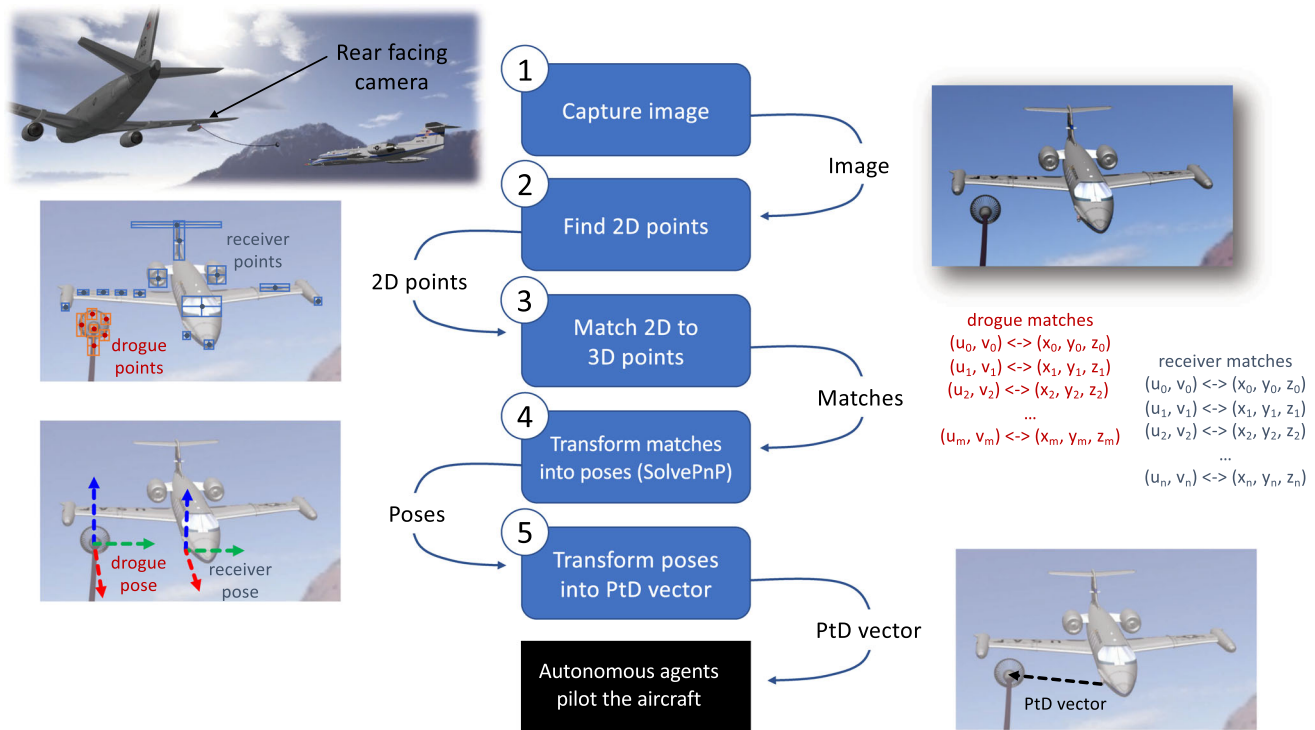 Rear facing
camera
1
Capture image
Image
2
Find 2D points
receiver
points
drogue
points
2D points
3
Match 2D to
3D points
Matches
drogue matches
(u₀, v₀) <-> (x₀, y₀, z₀)
(u₁, v₁) <-> (x₁, y₁, z₁)
(u₂, v₂) <-> (x₂, y₂, z₂)
...
(uₘ, vₘ) <-> (xₘ, yₘ, zₘ)
receiver matches
(u₀, v₀) <-> (x₀, y₀, z₀)
(u₁, v₁) <-> (x₁, y₁, z₁)
(u₂, v₂) <-> (x₂, y₂, z₂)
...
(uₙ, vₙ) <-> (xₙ, yₙ, zₙ)
4
Transform matches
into poses (SolvePnP)
Poses
drogue
pose
receiver
pose
5
Transform poses
into PtD vector
PtD vector
PtD vector
Autonomous agents
pilot the aircraft